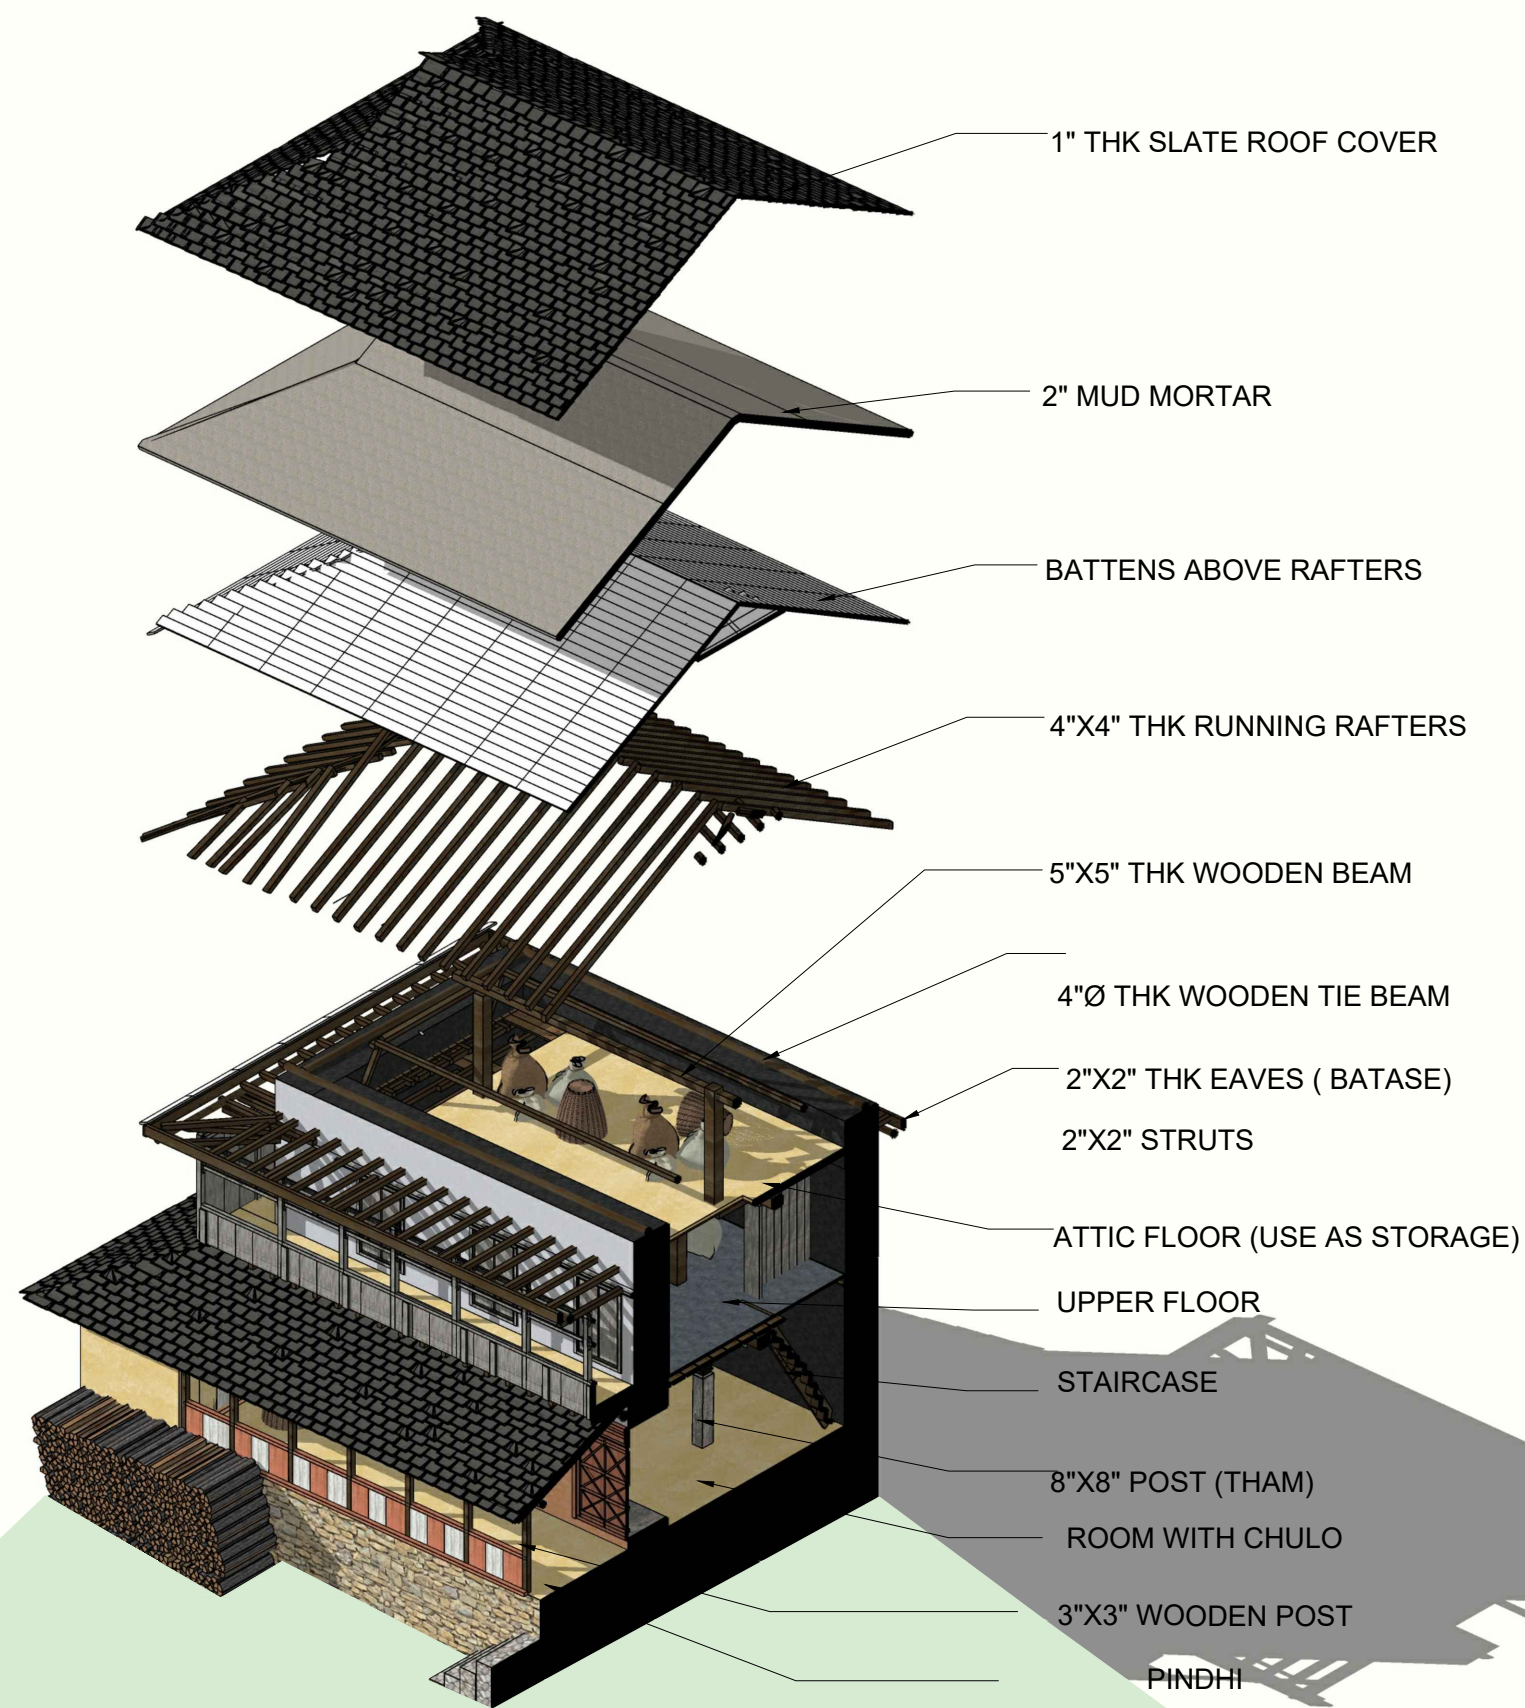 1" THK SLATE ROOF COVER
2" MUD MORTAR
BATTENS ABOVE RAFTERS
4"X4" THK RUNNING RAFTERS
5"X5" THK WOODEN BEAM
4"Ø THK WOODEN TIE BEAM
2"X2" THK EAVES ( BATASE)
2"X2" STRUTS
ATTIC FLOOR (USE AS STORAGE)
UPPER FLOOR
STAIRCASE
8"X8" POST (THAM)
ROOM WITH CHULO
3"X3" WOODEN POST
PINDHI